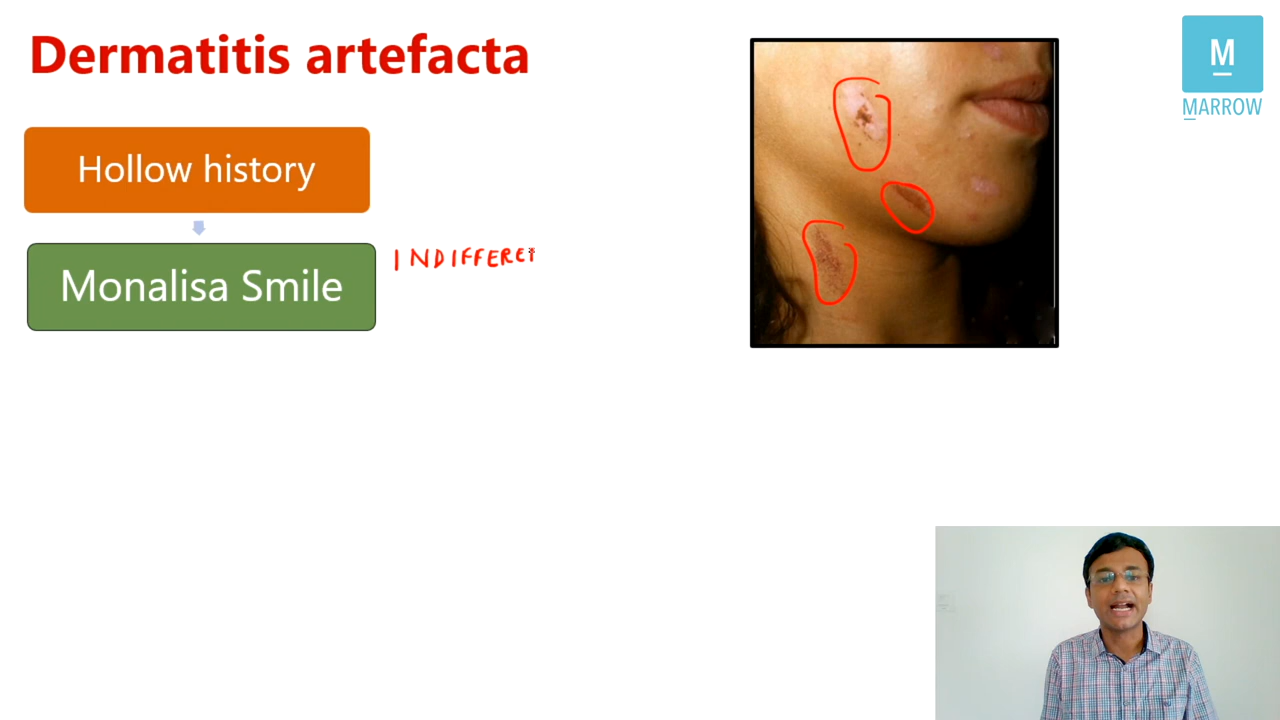 Dermatitis artefacta
M
MARROW
Hollow history
Monalisa Smile
INDIFFERE